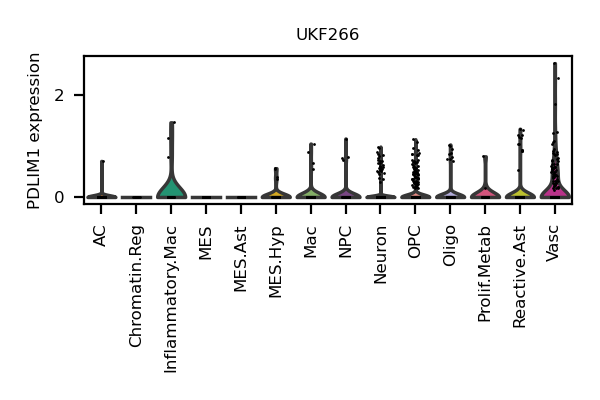 UKF266
PDLIM1 expression
2
0
AC
Chromatin.Reg
Inflammatory.Mac
MES
MES.Ast
MES.Hyp
Mac
NPC
Neuron
OPC
Oligo
Prolif.Metab
Reactive.Ast
Vasc